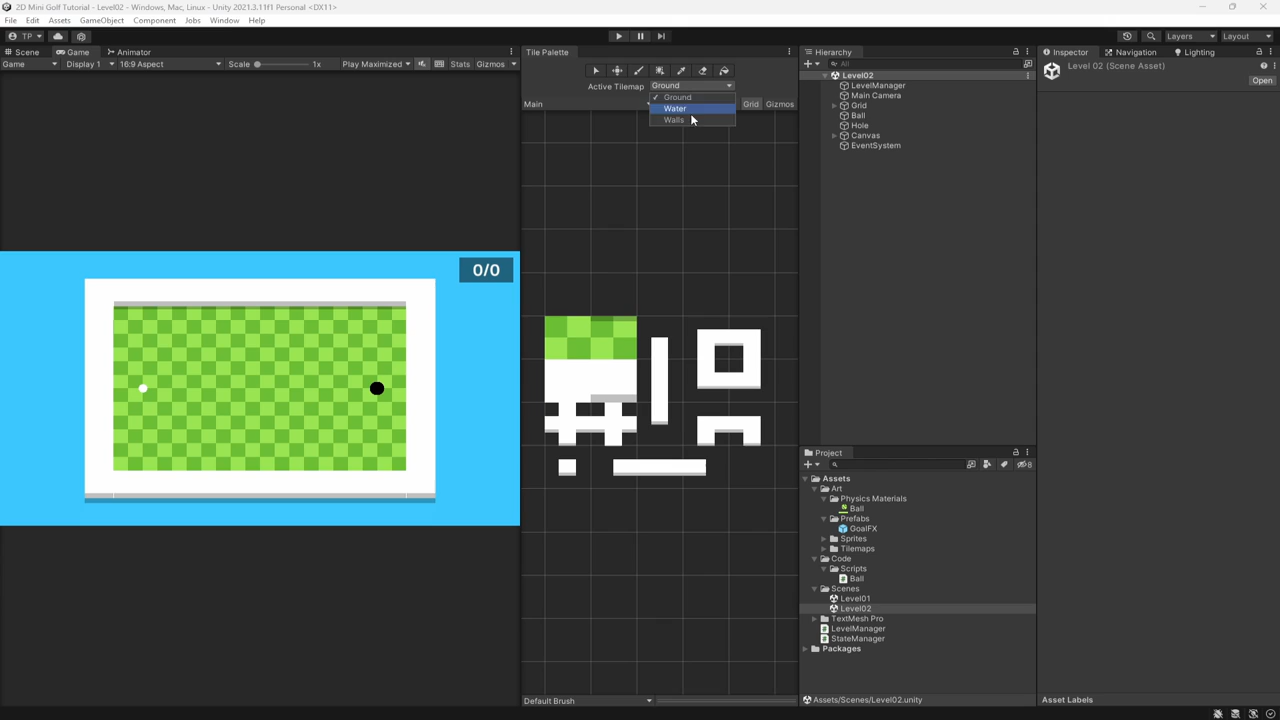 2D Mini Golf Tutorial - Level02 - Windows, Mac, Linux - Unity 2021.3.11f1 Personal <DX11>
File Edit Assets GameObject Component Jobs Window Help
TP Layers Layout
Scene Game Animator
Game Display 1 16:9 Aspect Scale 1x Play Maximized Stats Gizmos
0/0
Tile Palette
Active Tilemap Ground
Main Grid Gizmos
✓ Ground
Water
Walls
Default Brush
Hierarchy
All
Level02
LevelManager
Main Camera
Grid
Ball
Hole
Canvas
EventSystem
Project
8
Assets
Art
Physics Materials
Ball
Prefabs
GoalFX
Sprites
Tilemaps
Code
Scripts
Ball
Scenes
Level01
Level02
TextMesh Pro
LevelManager
StateManager
Packages
Assets/Scenes/Level02.unity
Inspector Navigation Lighting
Level 02 (Scene Asset)
Open
Asset Labels